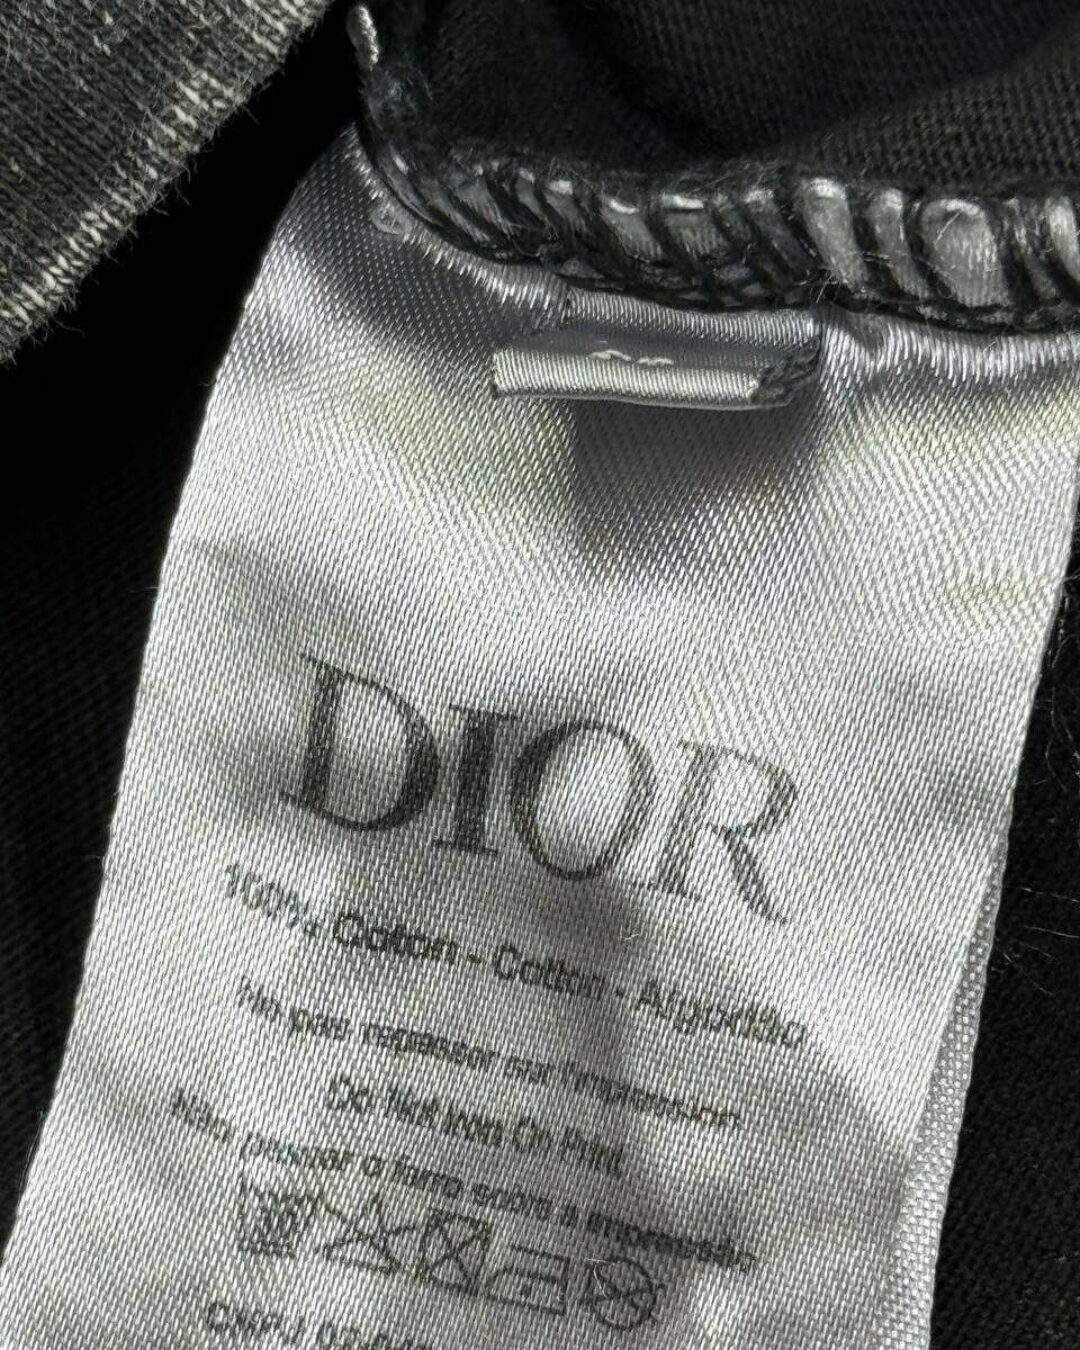 DIOR
100% Cotton - Cotton - Algodão
Ne pas repasser sur impression
Do Not Iron On Print
Não passar o ferro sobre a impressão
CNPJ